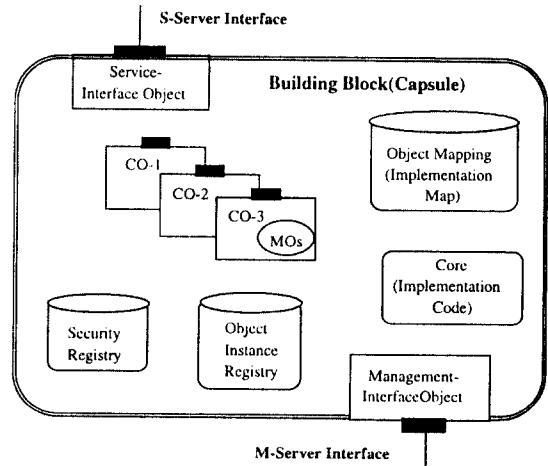 S-Server Interface
Service-
Interface Object
Building Block(Capsule)
CO-1
CO-2
CO-3
MOs
Object Mapping
(Implementation
Map)
Core
(Implementation
Code)
Security
Registry
Object
Instance
Registry
Management-
InterfaceObject
M-Server Interface